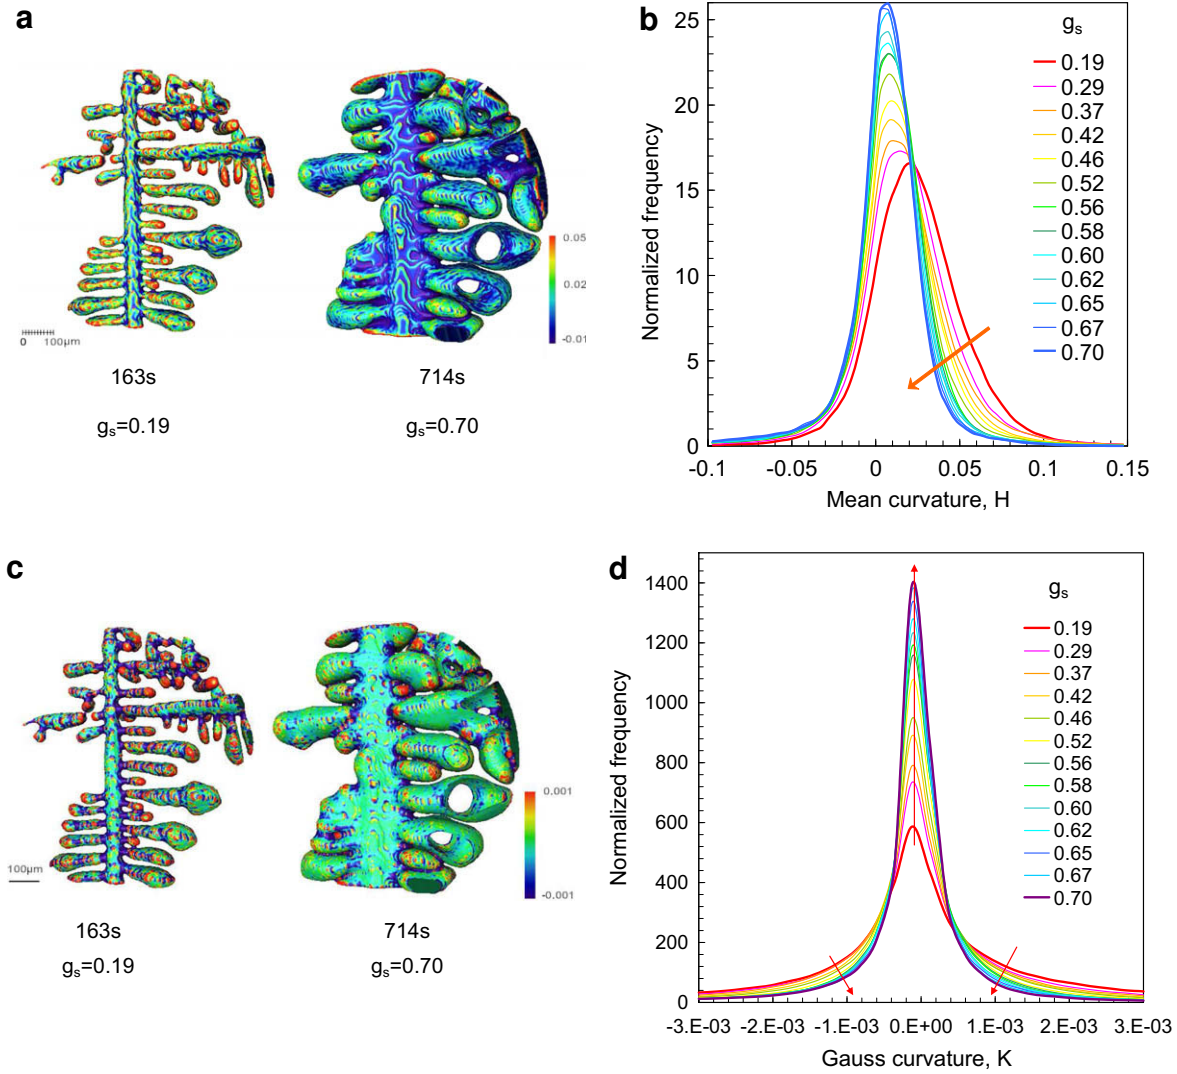 a
0.05
0.02
-0.01
0 100µm
163s
714s
gs=0.19
gs=0.70
b
Normalized frequency
25
20
15
10
5
0
-0.1
-0.05
0
0.05
0.1
0.15
Mean curvature, H
gs
0.19
0.29
0.37
0.42
0.46
0.52
0.56
0.58
0.60
0.62
0.65
0.67
0.70
c
0.001
-0.001
100µm
163s
714s
gs=0.19
gs=0.70
d
Normalized frequency
1400
1200
1000
800
600
400
200
0
-3.E-03
-2.E-03
-1.E-03
0.E+00
1.E-03
2.E-03
3.E-03
Gauss curvature, K
gs
0.19
0.29
0.37
0.42
0.46
0.52
0.56
0.58
0.60
0.62
0.65
0.67
0.70